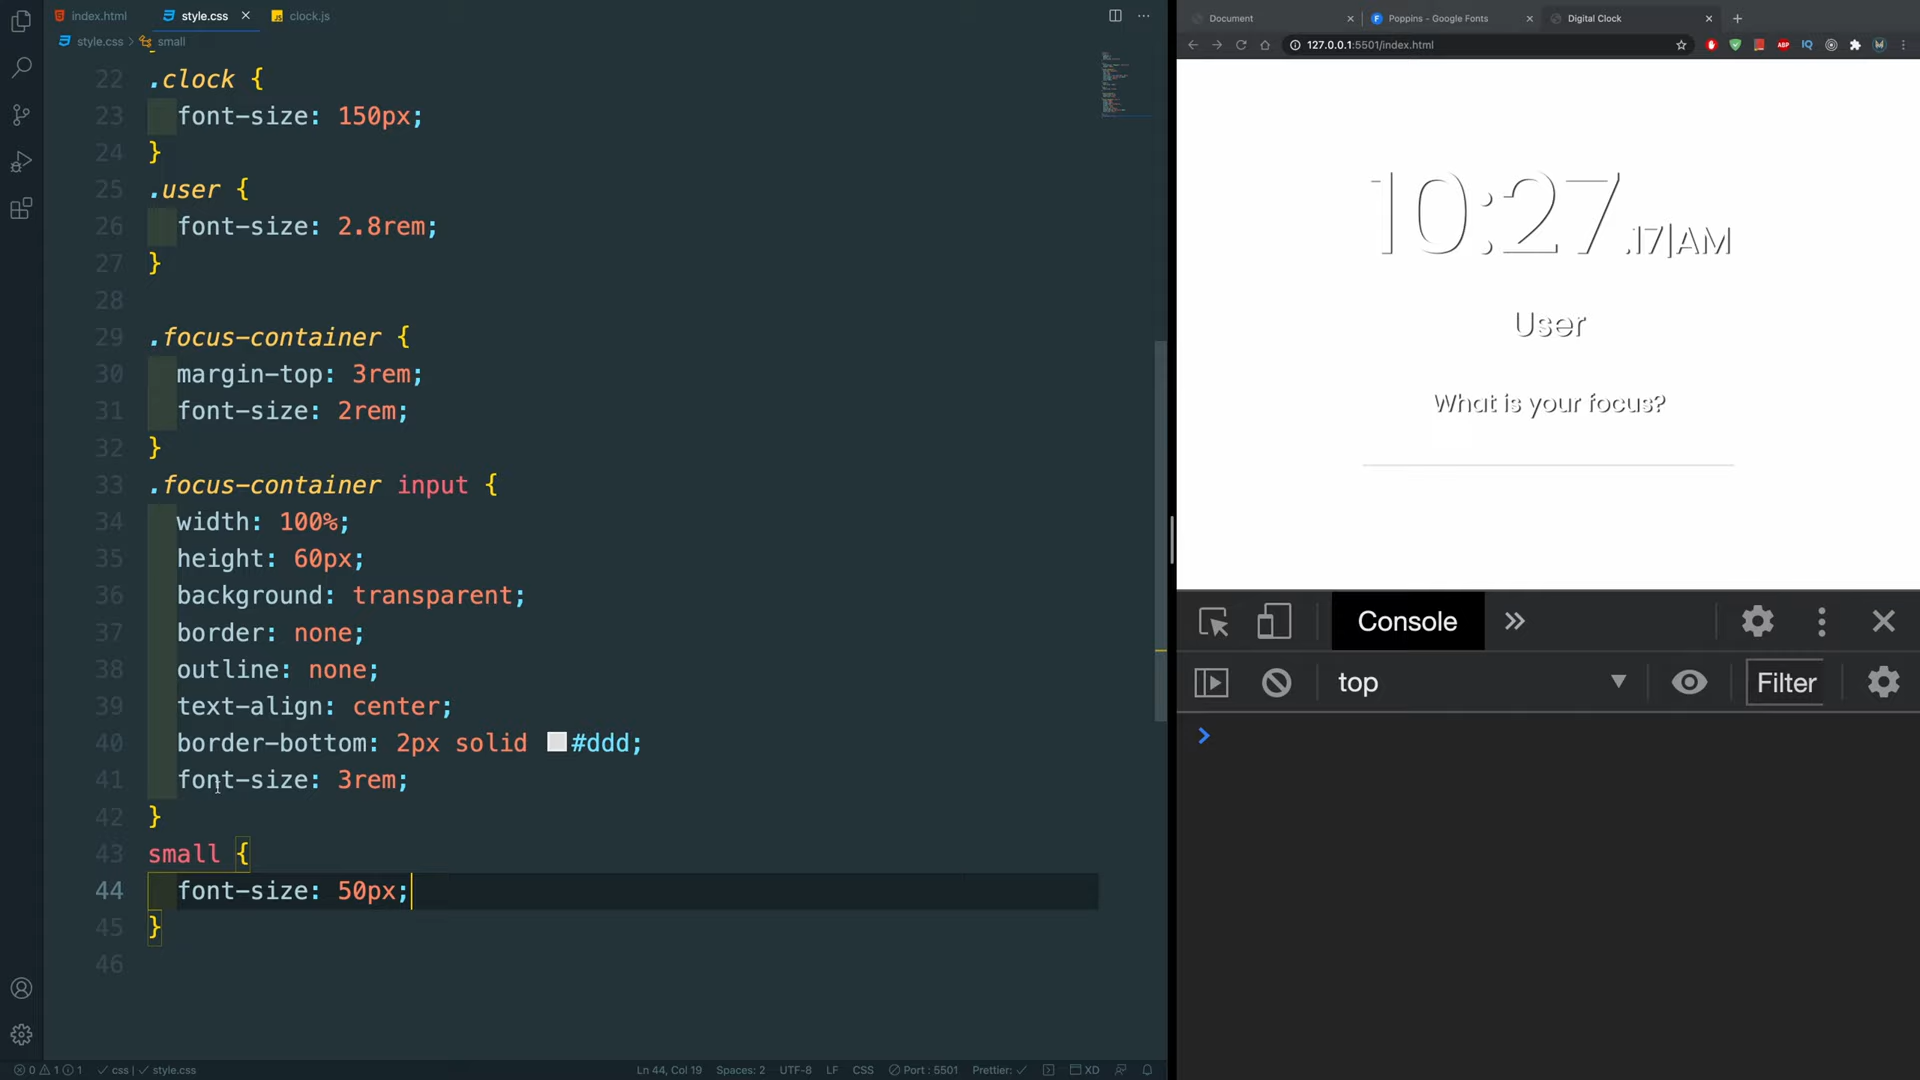 index.html
style.css
clock.js
style.css
small
22 .clock {
23 font-size: 150px;
24 }
25 .user {
26 font-size: 2.8rem;
27 }
28
29 .focus-container {
30 margin-top: 3rem;
31 font-size: 2rem;
32 }
33 .focus-container input {
34 width: 100%;
35 height: 60px;
36 background: transparent;
37 border: none;
38 outline: none;
39 text-align: center;
40 border-bottom: 2px solid #ddd;
41 font-size: 3rem;
42 }
43 small {
44 font-size: 50px;
45 }
46
0 1 1 css | style.css
Ln 44, Col 19 Spaces: 2 UTF-8 LF CSS Port : 5501 Prettier: XD
Document
Poppins - Google Fonts
Digital Clock
127.0.0.1:5501/index.html
ABP IQ
10:27.17|AM
User
What is your focus?
Console
top
Filter